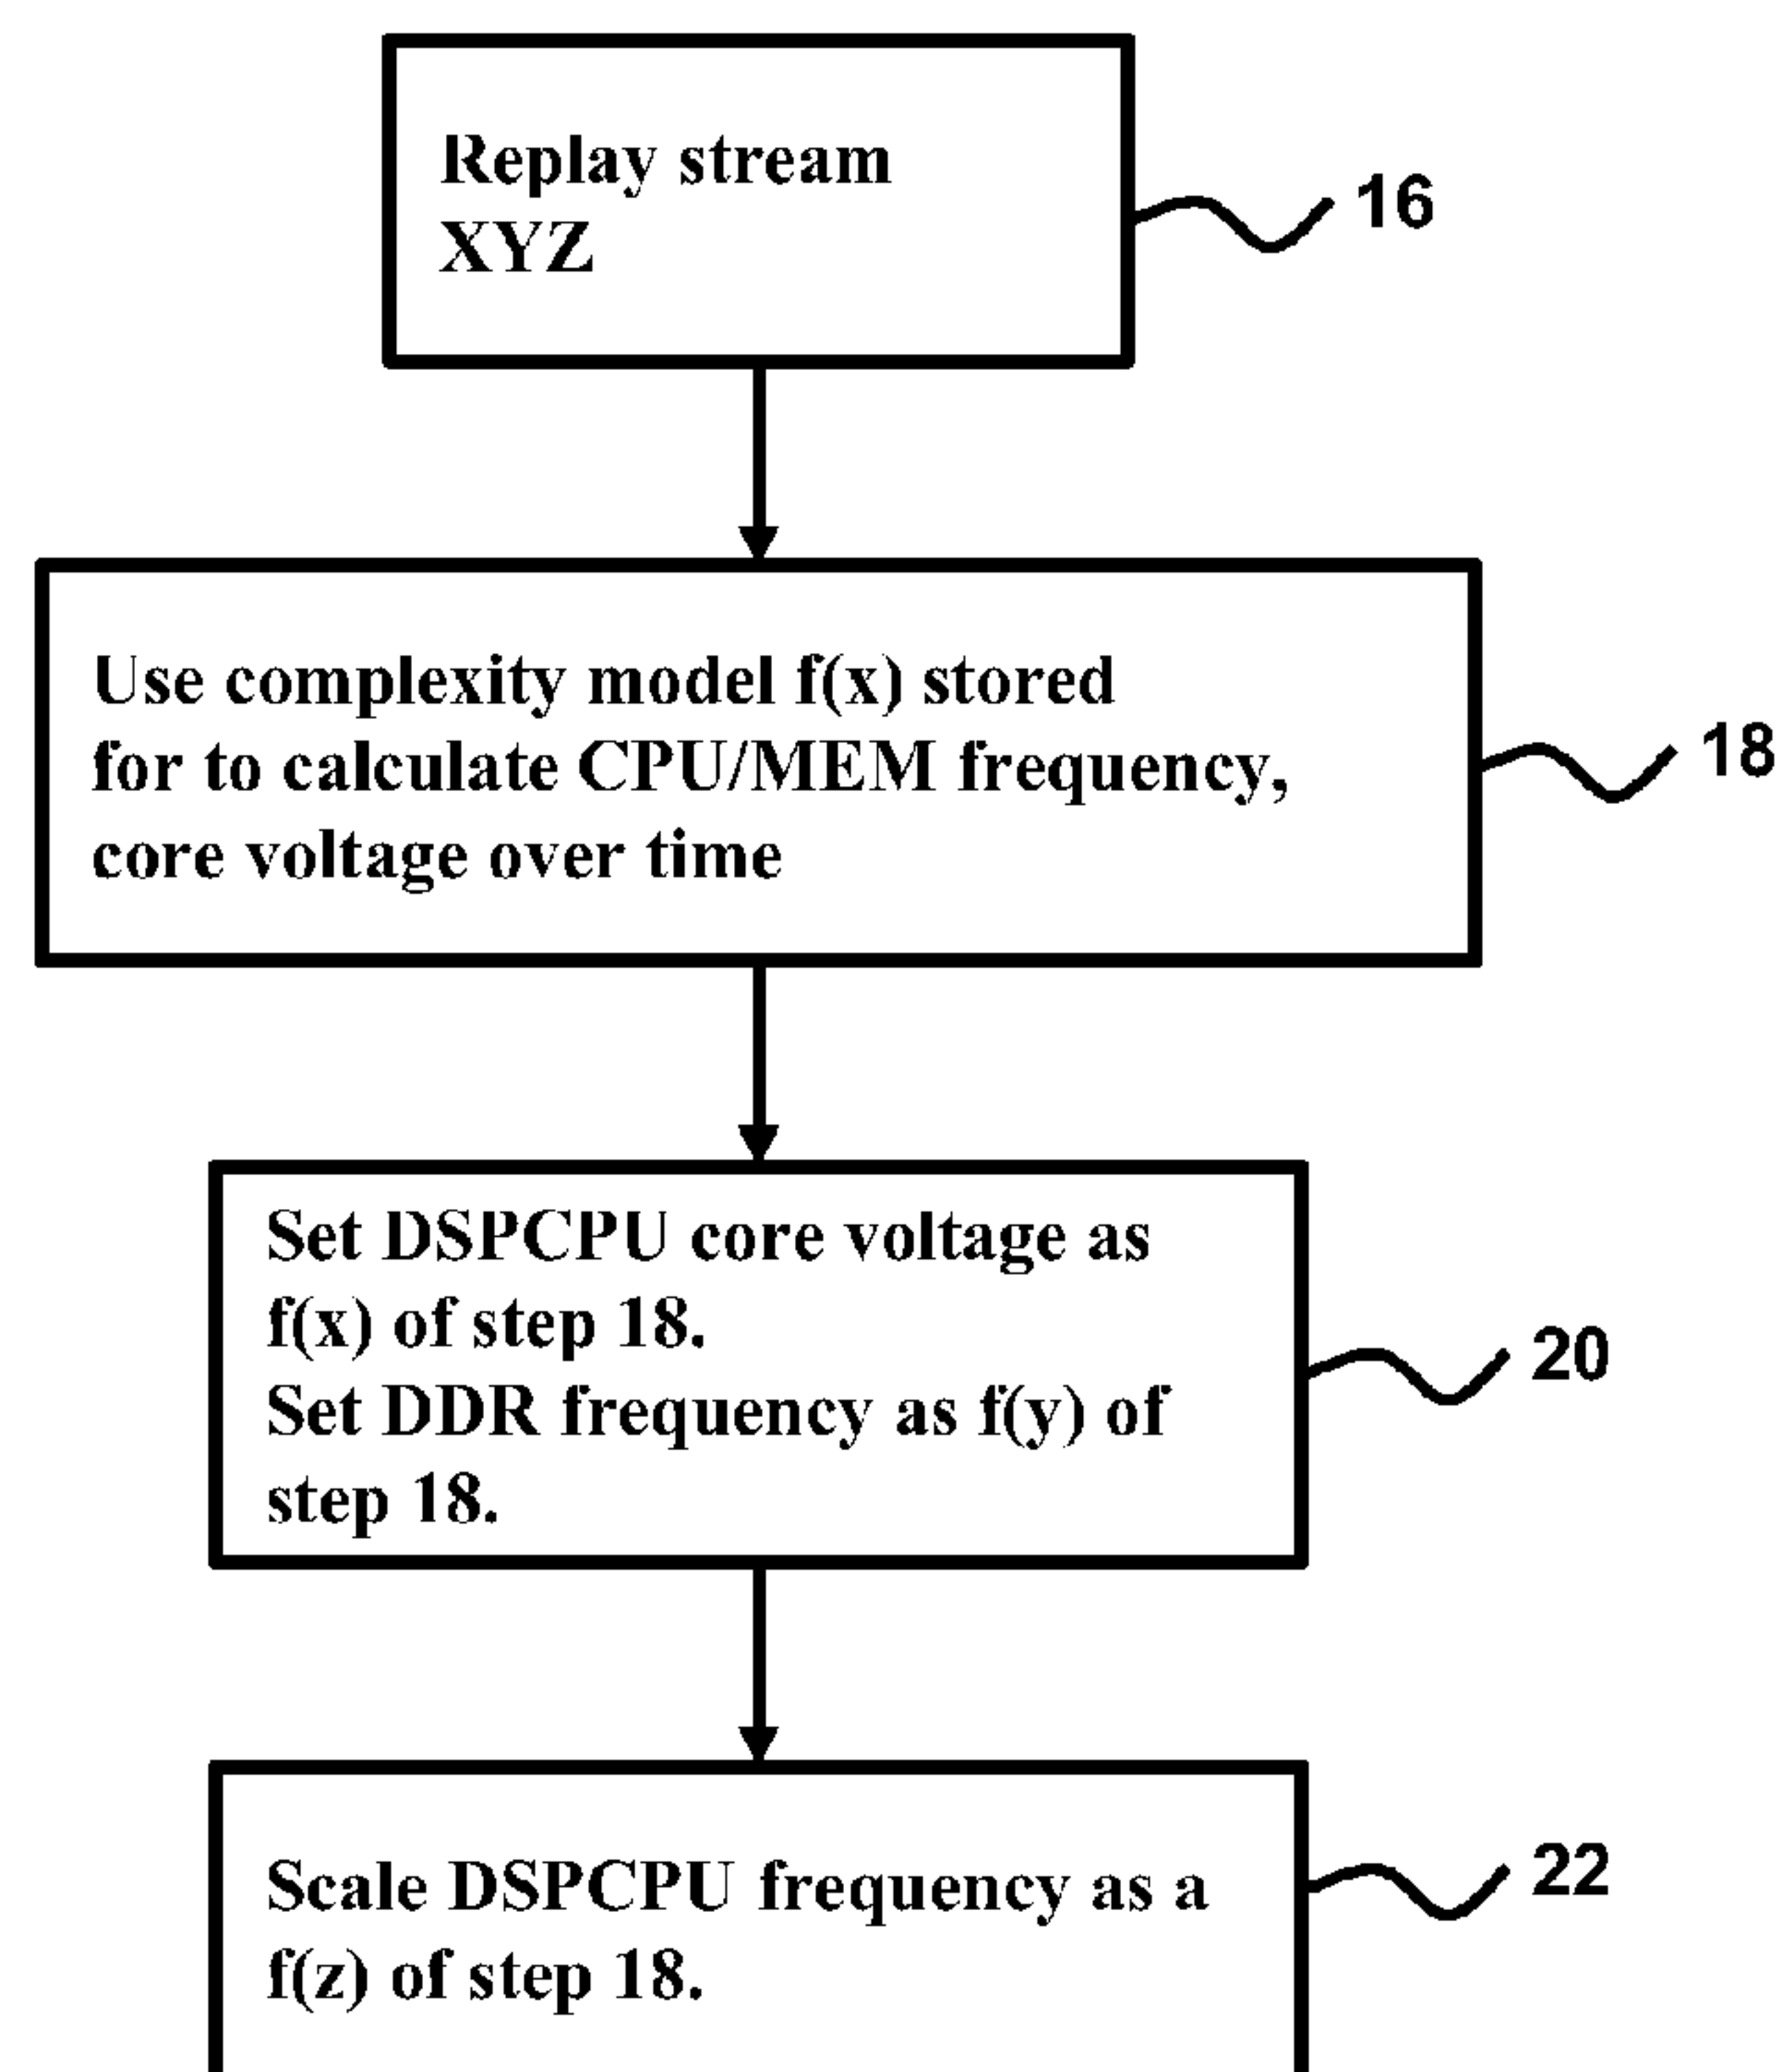 Replay stream
XYZ
16
Use complexity model f(x) stored
for to calculate CPU/MEM frequency,
core voltage over time
18
Set DSPCPU core voltage as
f(x) of step 18.
Set DDR frequency as f(y) of
step 18.
20
Scale DSPCPU frequency as a
f(z) of step 18.
22